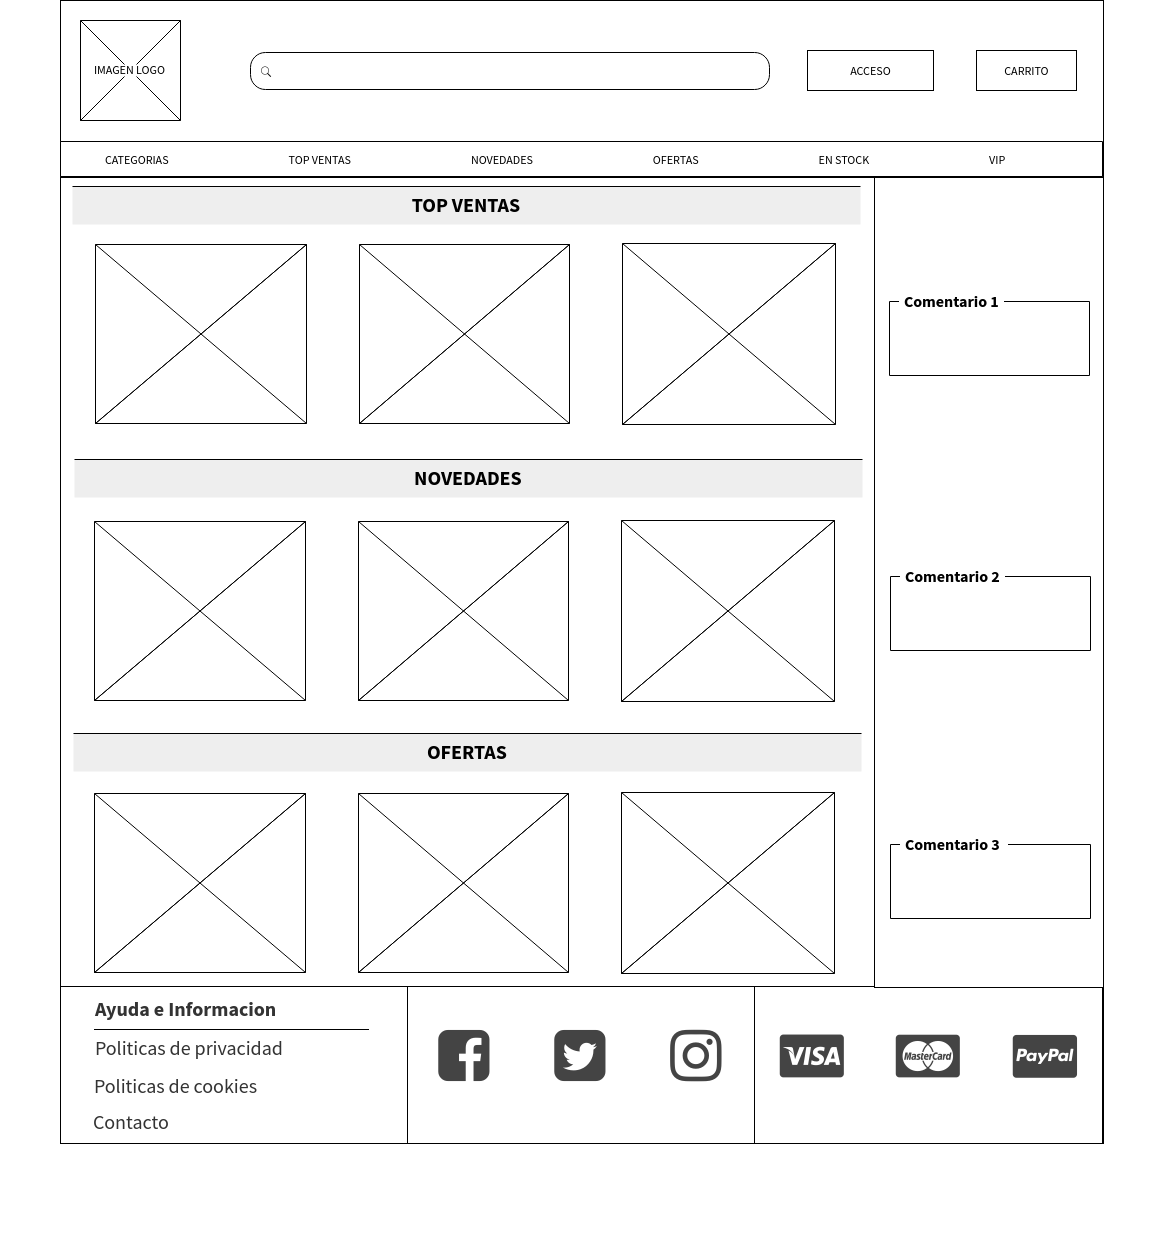 IMAGEN LOGO
ACCESO
CARRITO
CATEGORIAS
TOP VENTAS
NOVEDADES
OFERTAS
EN STOCK
VIP
TOP VENTAS
Comentario 1
NOVEDADES
Comentario 2
OFERTAS
Comentario 3
Ayuda e Informacion
Politicas de privacidad
Politicas de cookies
Contacto
VISA
MasterCard
PayPal